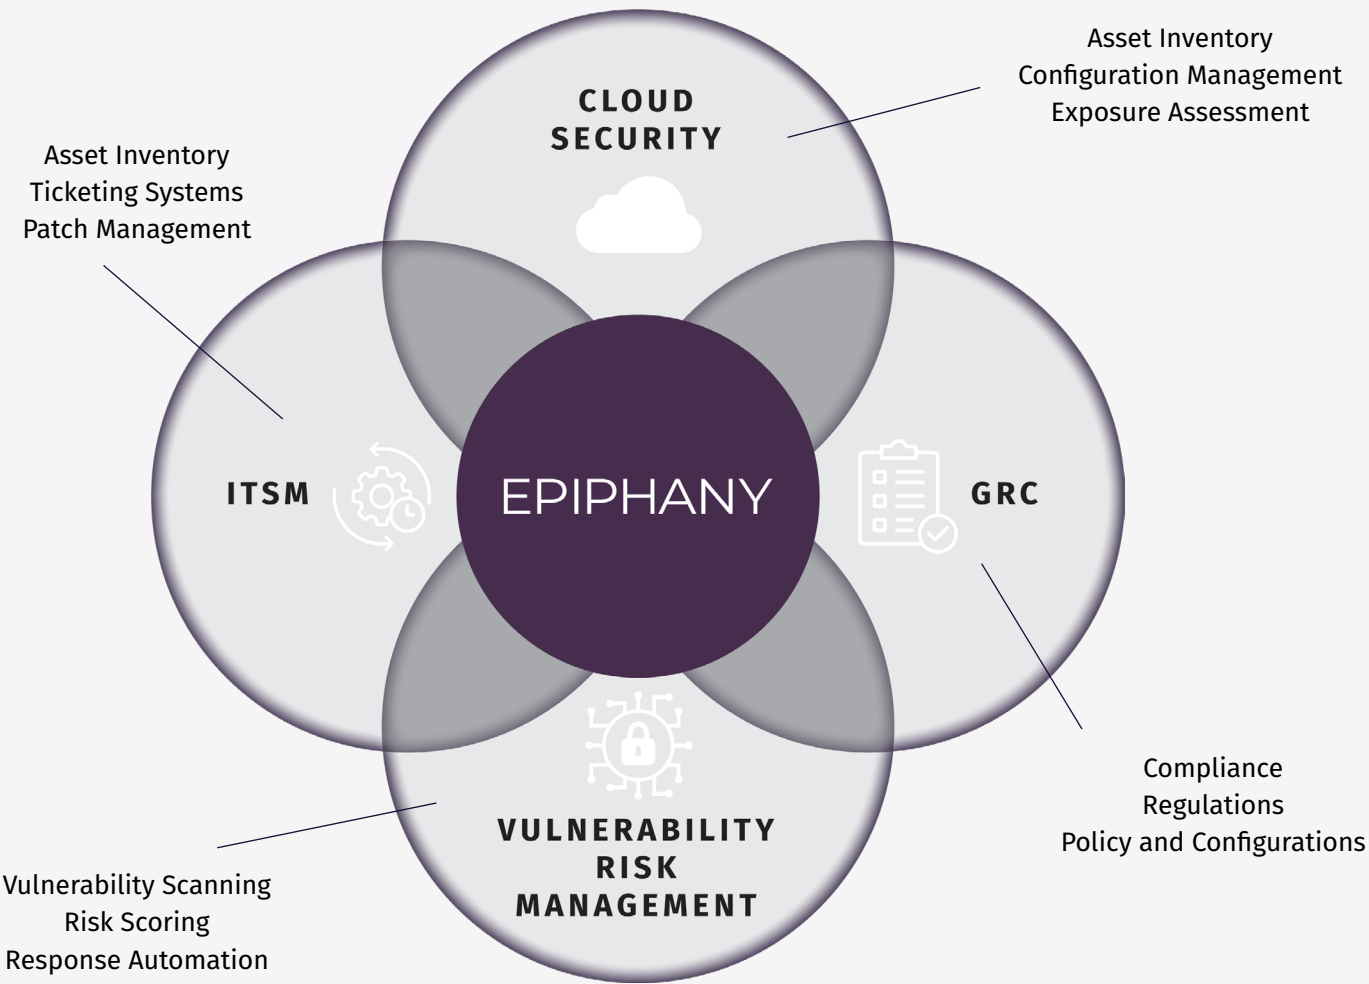 Asset Inventory
Configuration Management
Exposure Assessment
CLOUD
SECURITY
Asset Inventory
Ticketing Systems
Patch Management
ITSM
EPIPHANY
GRC
VULNERABILITY
RISK
MANAGEMENT
Compliance
Regulations
Policy and Configurations
Vulnerability Scanning
Risk Scoring
Response Automation